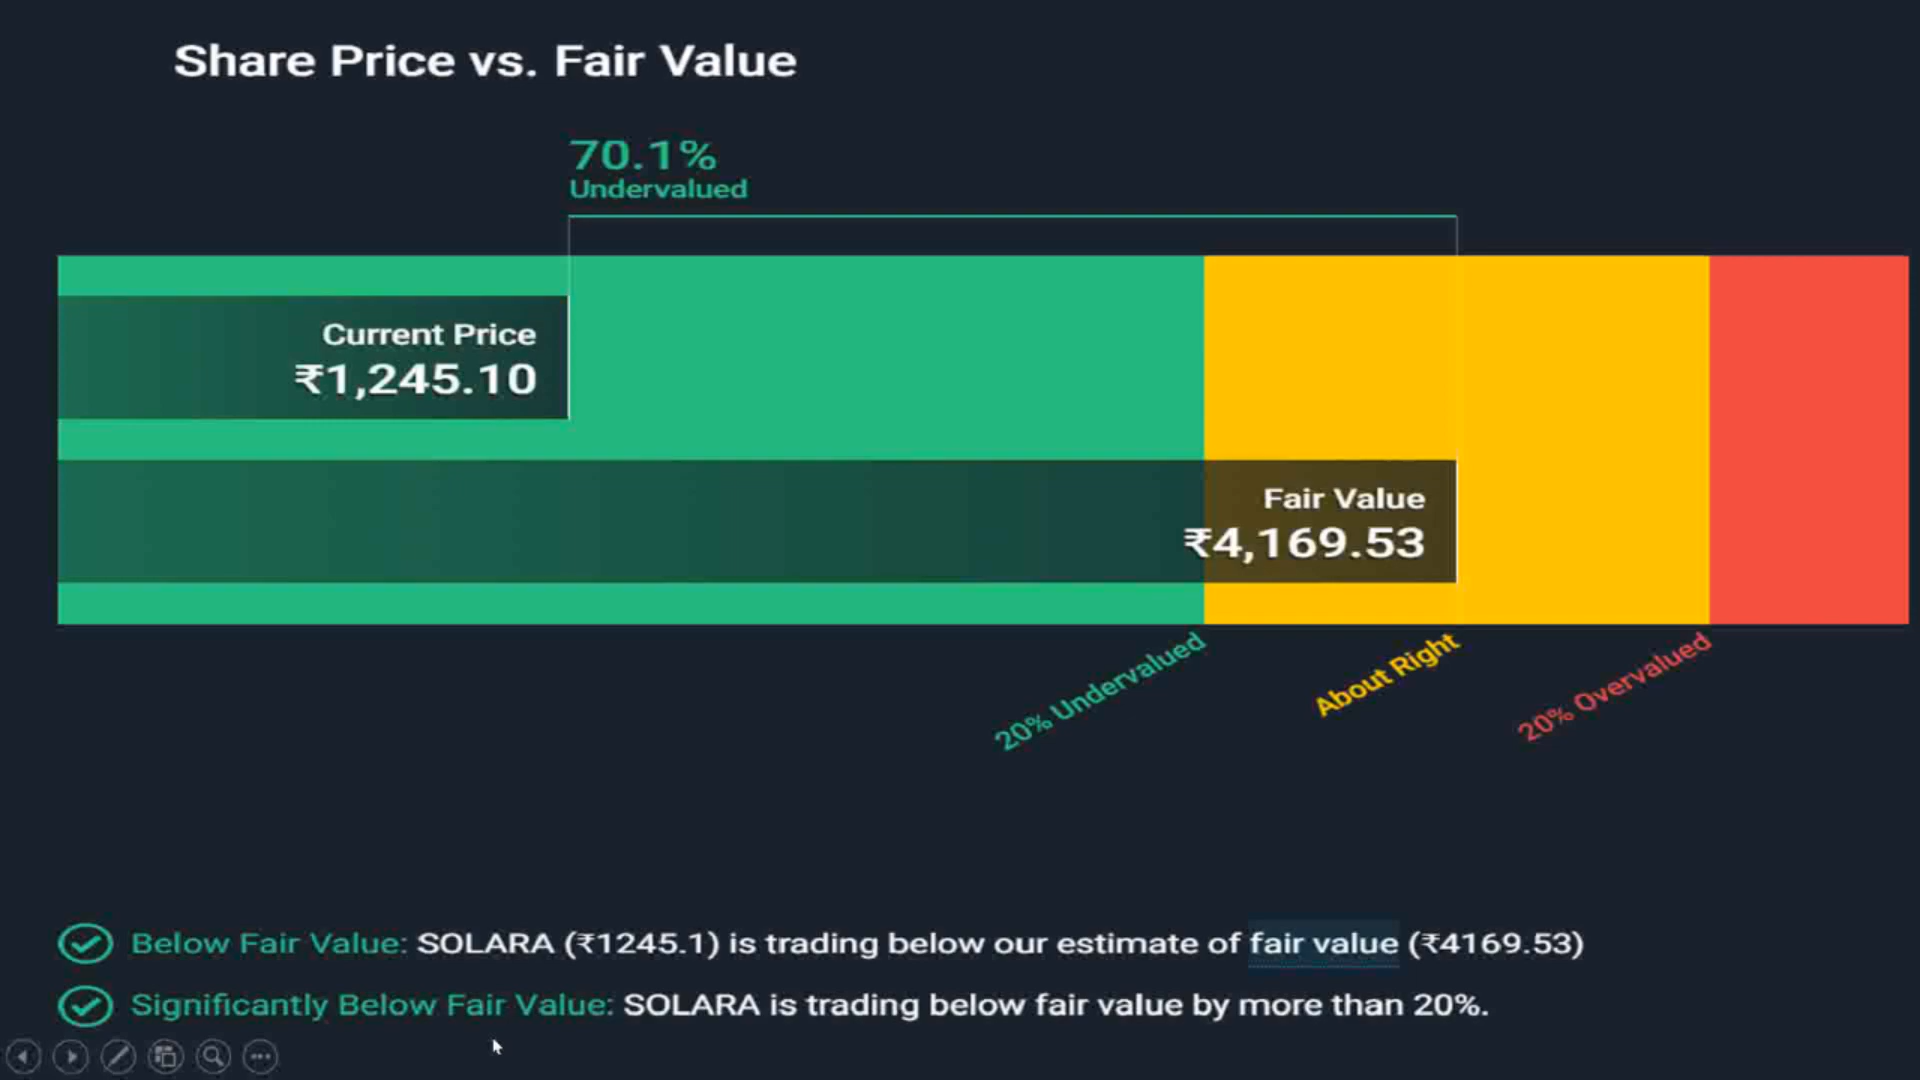 Share Price vs. Fair Value
70.1%
Undervalued
Current Price
₹1,245.10
Fair Value
₹4,169.53
20% Undervalued
About Right
20% Overvalued
Below Fair Value: SOLARA (₹1245.1) is trading below our estimate of fair value (₹4169.53)
Significantly Below Fair Value: SOLARA is trading below fair value by more than 20%.